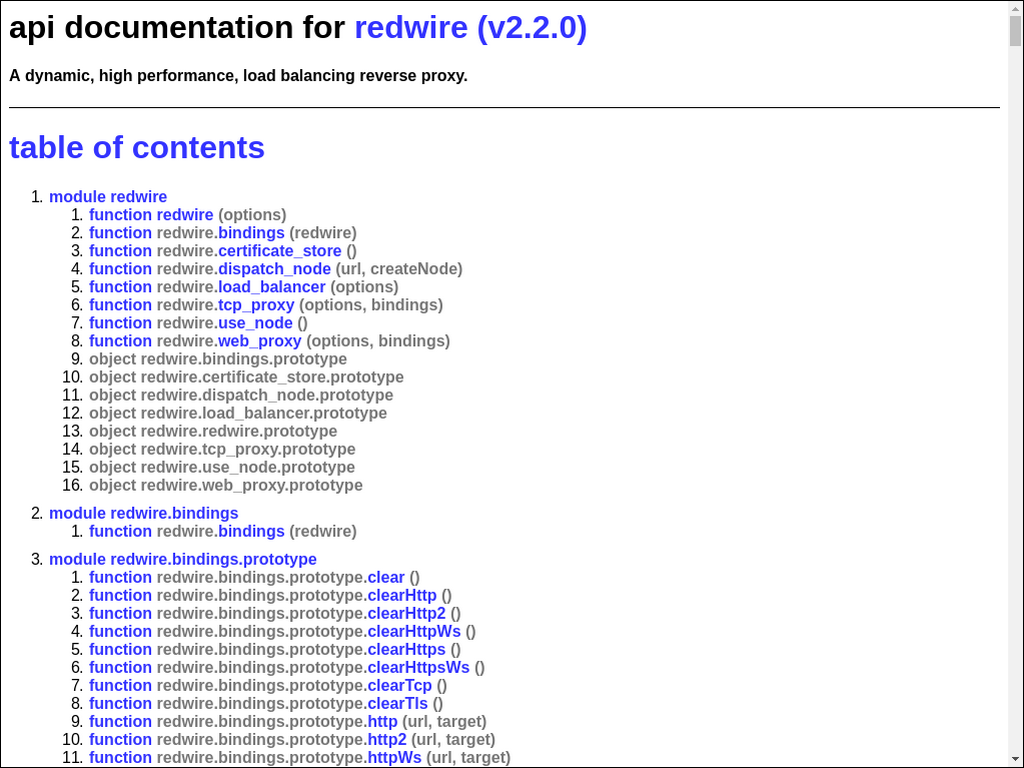 api documentation for redwire (v2.2.0)
A dynamic, high performance, load balancing reverse proxy.
table of contents
1. module redwire
1. function redwire (options)
2. function redwire.bindings (redwire)
3. function redwire.certificate_store ()
4. function redwire.dispatch_node (url, createNode)
5. function redwire.load_balancer (options)
6. function redwire.tcp_proxy (options, bindings)
7. function redwire.use_node ()
8. function redwire.web_proxy (options, bindings)
9. object redwire.bindings.prototype
10. object redwire.certificate_store.prototype
11. object redwire.dispatch_node.prototype
12. object redwire.load_balancer.prototype
13. object redwire.redwire.prototype
14. object redwire.tcp_proxy.prototype
15. object redwire.use_node.prototype
16. object redwire.web_proxy.prototype
2. module redwire.bindings
1. function redwire.bindings (redwire)
3. module redwire.bindings.prototype
1. function redwire.bindings.prototype.clear ()
2. function redwire.bindings.prototype.clearHttp ()
3. function redwire.bindings.prototype.clearHttp2 ()
4. function redwire.bindings.prototype.clearHttpWs ()
5. function redwire.bindings.prototype.clearHttps ()
6. function redwire.bindings.prototype.clearHttpsWs ()
7. function redwire.bindings.prototype.clearTcp ()
8. function redwire.bindings.prototype.clearTls ()
9. function redwire.bindings.prototype.http (url, target)
10. function redwire.bindings.prototype.http2 (url, target)
11. function redwire.bindings.prototype.httpWs (url, target)